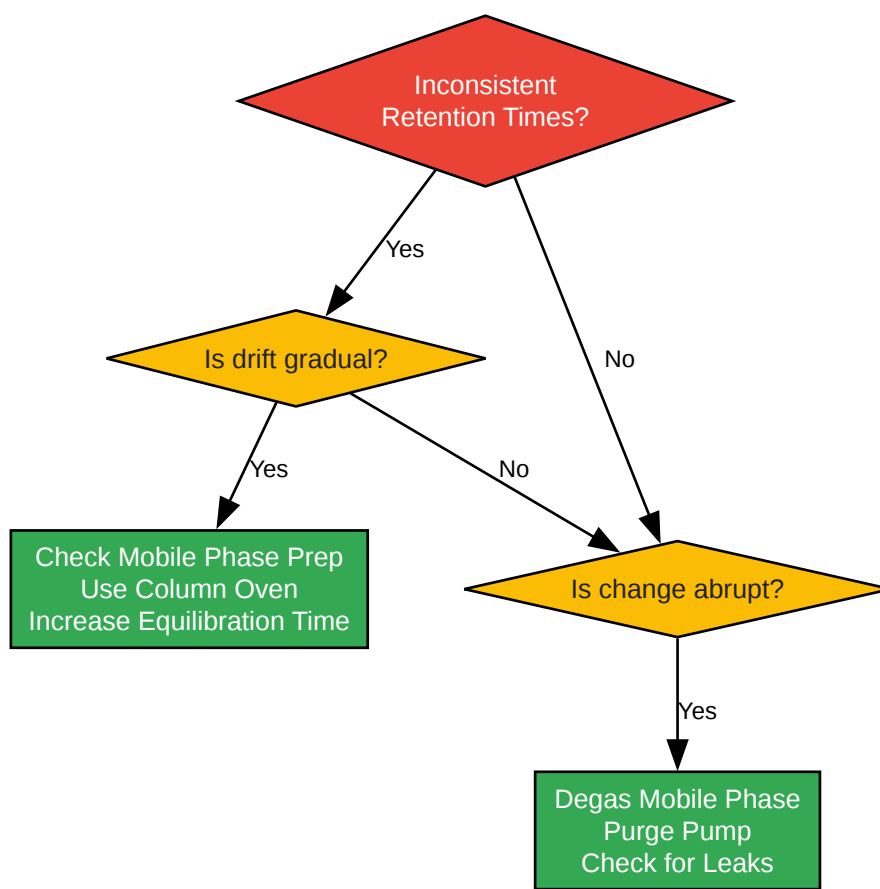 Inconsistent
Retention Times?
Yes
No
Is drift gradual?
Yes
No
Check Mobile Phase Prep
Use Column Oven
Increase Equilibration Time
Is change abrupt?
Yes
Degas Mobile Phase
Purge Pump
Check for Leaks